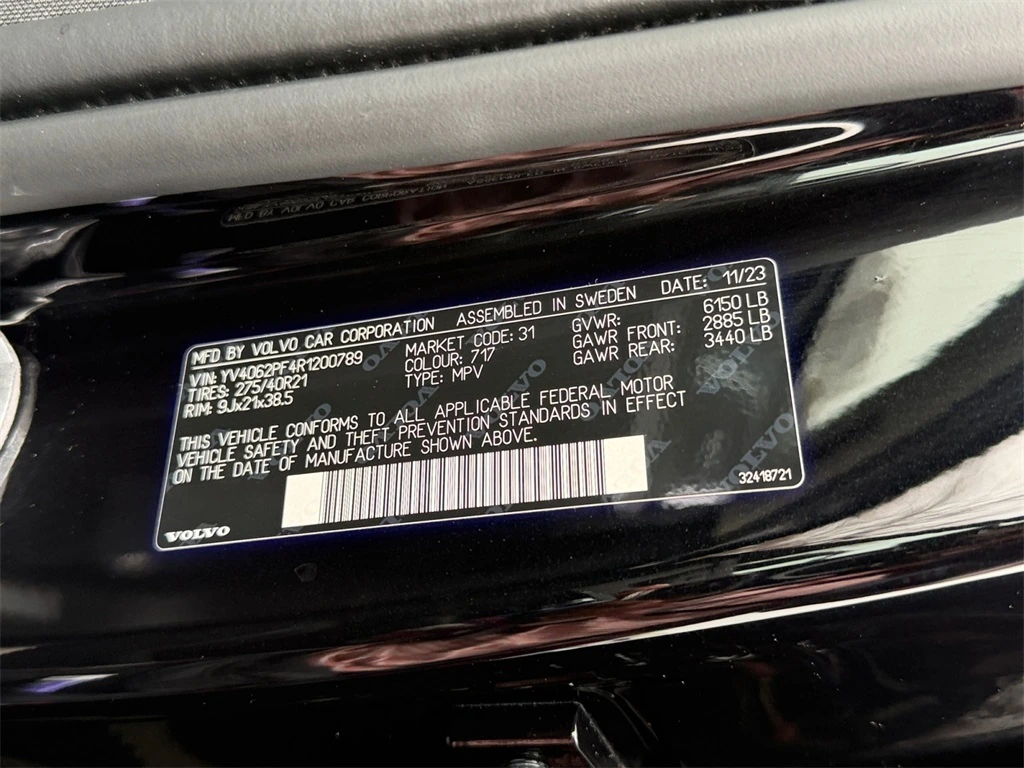 MFD BY VOLVO CAR CORPORATION ASSEMBLED IN SWEDEN DATE: 11/23
VIN: YV4062PF4R1200789 MARKET CODE: 31 GVWR: 6150 LB
TIRES: 275/40R21 COLOUR: 717 GAWR FRONT: 2885 LB
RIM: 9Jx21x38.5 TYPE: MPV GAWR REAR: 3440 LB
THIS VEHICLE CONFORMS TO ALL APPLICABLE FEDERAL MOTOR
VEHICLE SAFETY AND THEFT PREVENTION STANDARDS IN EFFECT
ON THE DATE OF MANUFACTURE SHOWN ABOVE.
VOLVO 32418721